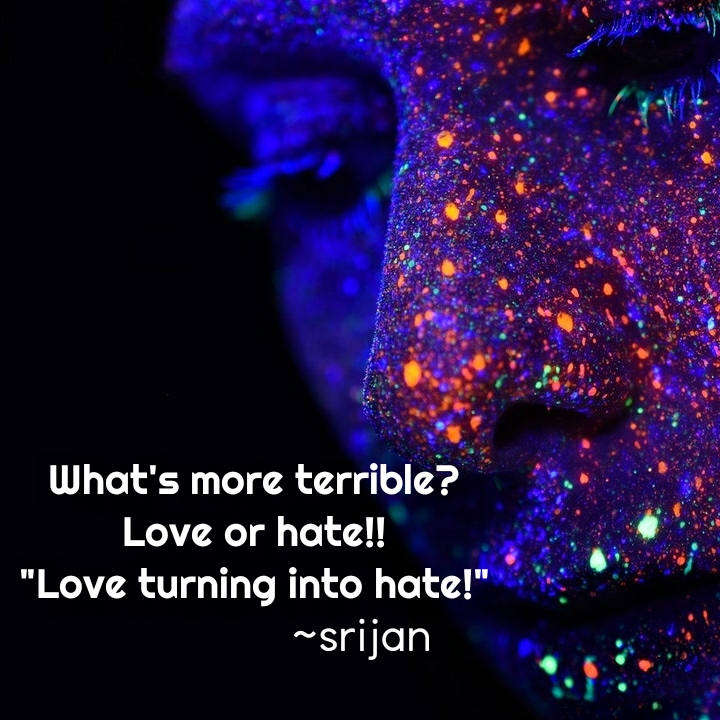 What's more terrible?
Love or hate!!
"Love turning into hate!"
~srijan